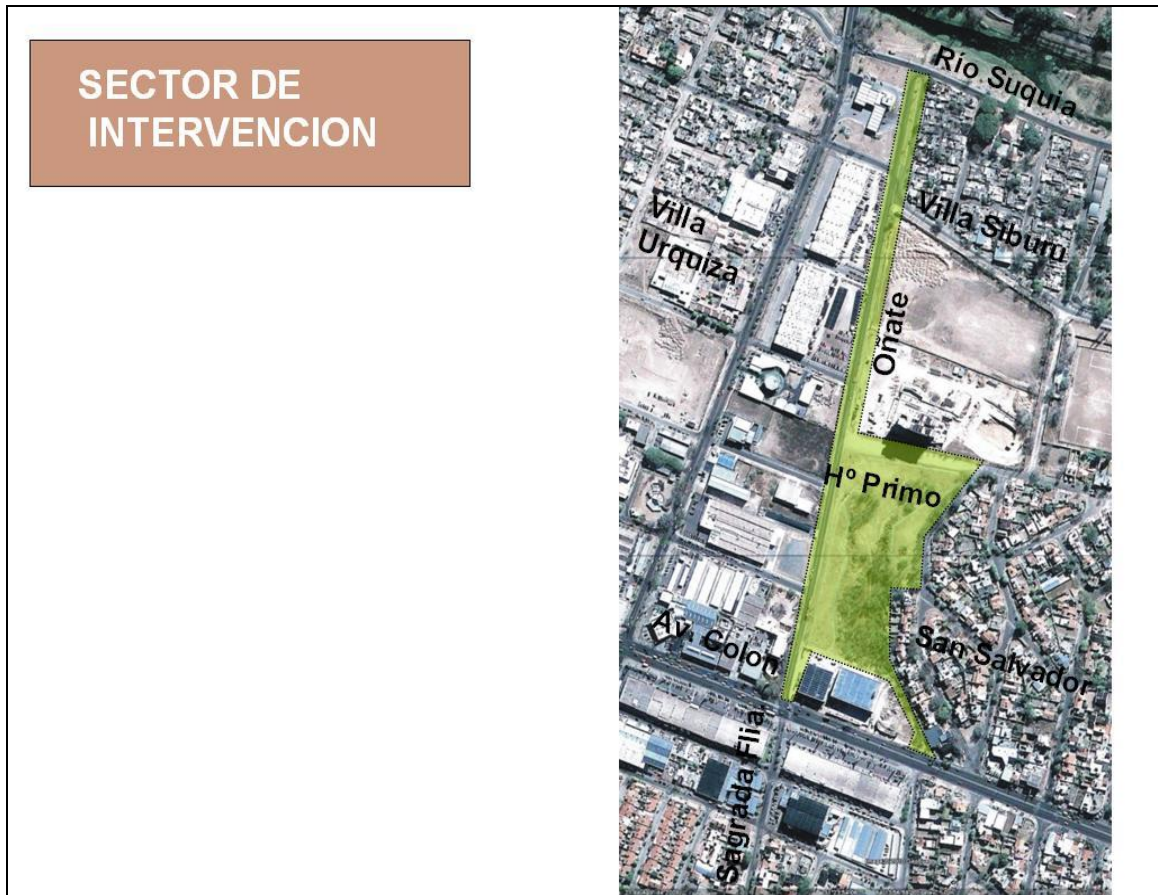 SECTOR DE
INTERVENCION
Río Suquia
Villa
Urquiza
Villa Siburu
Oñate
Hº Primo
Av. Colon
San Salvador
Sagrada Flia.